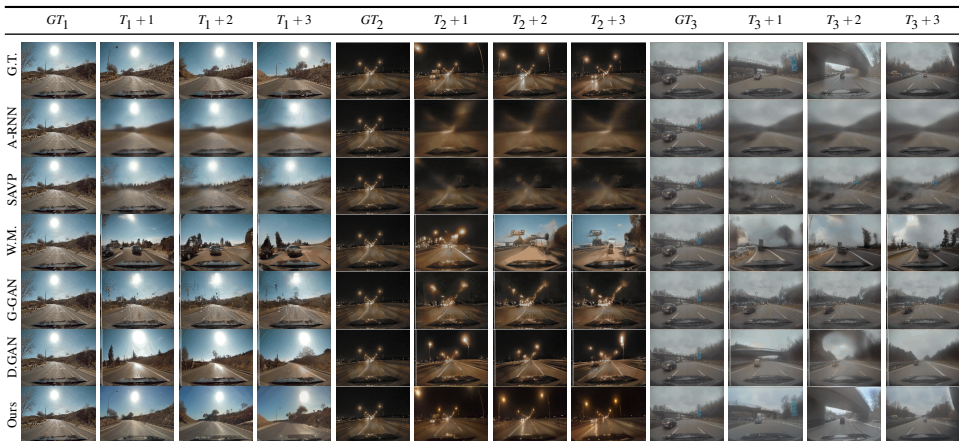 GT₁ T₁ + 1 T₁ + 2 T₁ + 3 GT₂ T₂ + 1 T₂ + 2 T₂ + 3 GT₃ T₃ + 1 T₃ + 2 T₃ + 3
G.T.
A-RNN
SAVP
W.M.
G-GAN
D.GAN
Ours